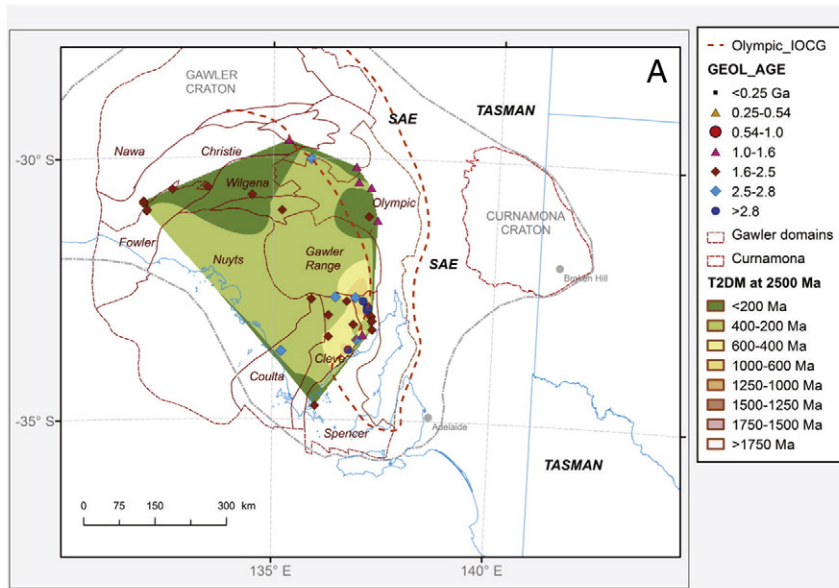 A
GAWLER
CRATON
SAE
TASMAN
-30° S
Nawa
Christie
Wilgena
Olympic
CURNAMONA
CRATON
Fowler
Nuyts
Gawler
Range
SAE
Broken Hill
Cleve
Coulta
-35° S
Spencer
Adelaide
TASMAN
0 75 150 300 km
135° E
140° E
Olympic_IOCG
GEOL_AGE
<0.25 Ga
0.25-0.54
0.54-1.0
1.0-1.6
1.6-2.5
2.5-2.8
>2.8
Gawler domains
Curnamona
T2DM at 2500 Ma
<200 Ma
400-200 Ma
600-400 Ma
1000-600 Ma
1250-1000 Ma
1500-1250 Ma
1750-1500 Ma
>1750 Ma